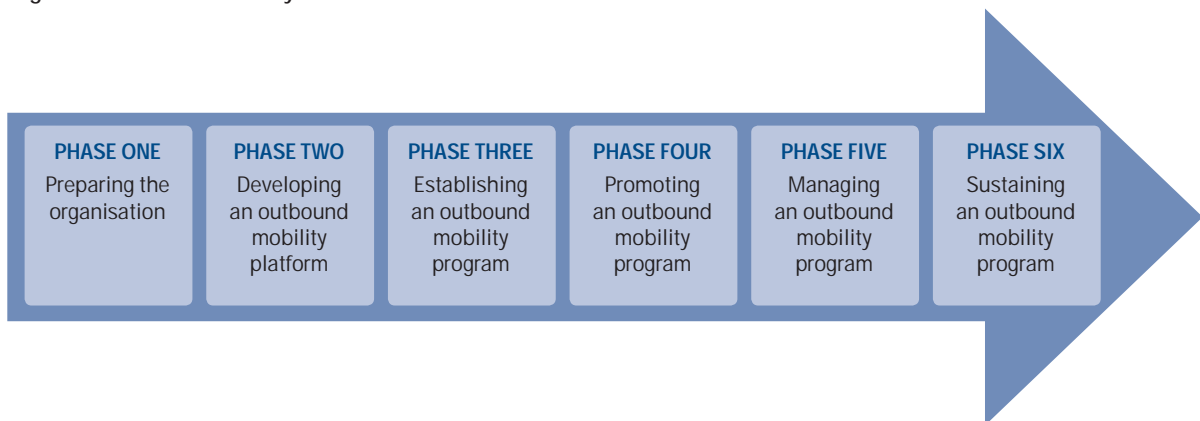 PHASE ONE
Preparing the
organisation
PHASE TWO
Developing
an outbound
mobility
platform
PHASE THREE
Establishing
an outbound
mobility
program
PHASE FOUR
Promoting
an outbound
mobility
program
PHASE FIVE
Managing
an outbound
mobility
program
PHASE SIX
Sustaining
an outbound
mobility
program